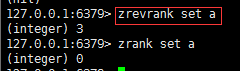 127.0.0.1:6379> zrevrank set a
(integer) 3
127.0.0.1:6379> zrank set a
(integer) 0